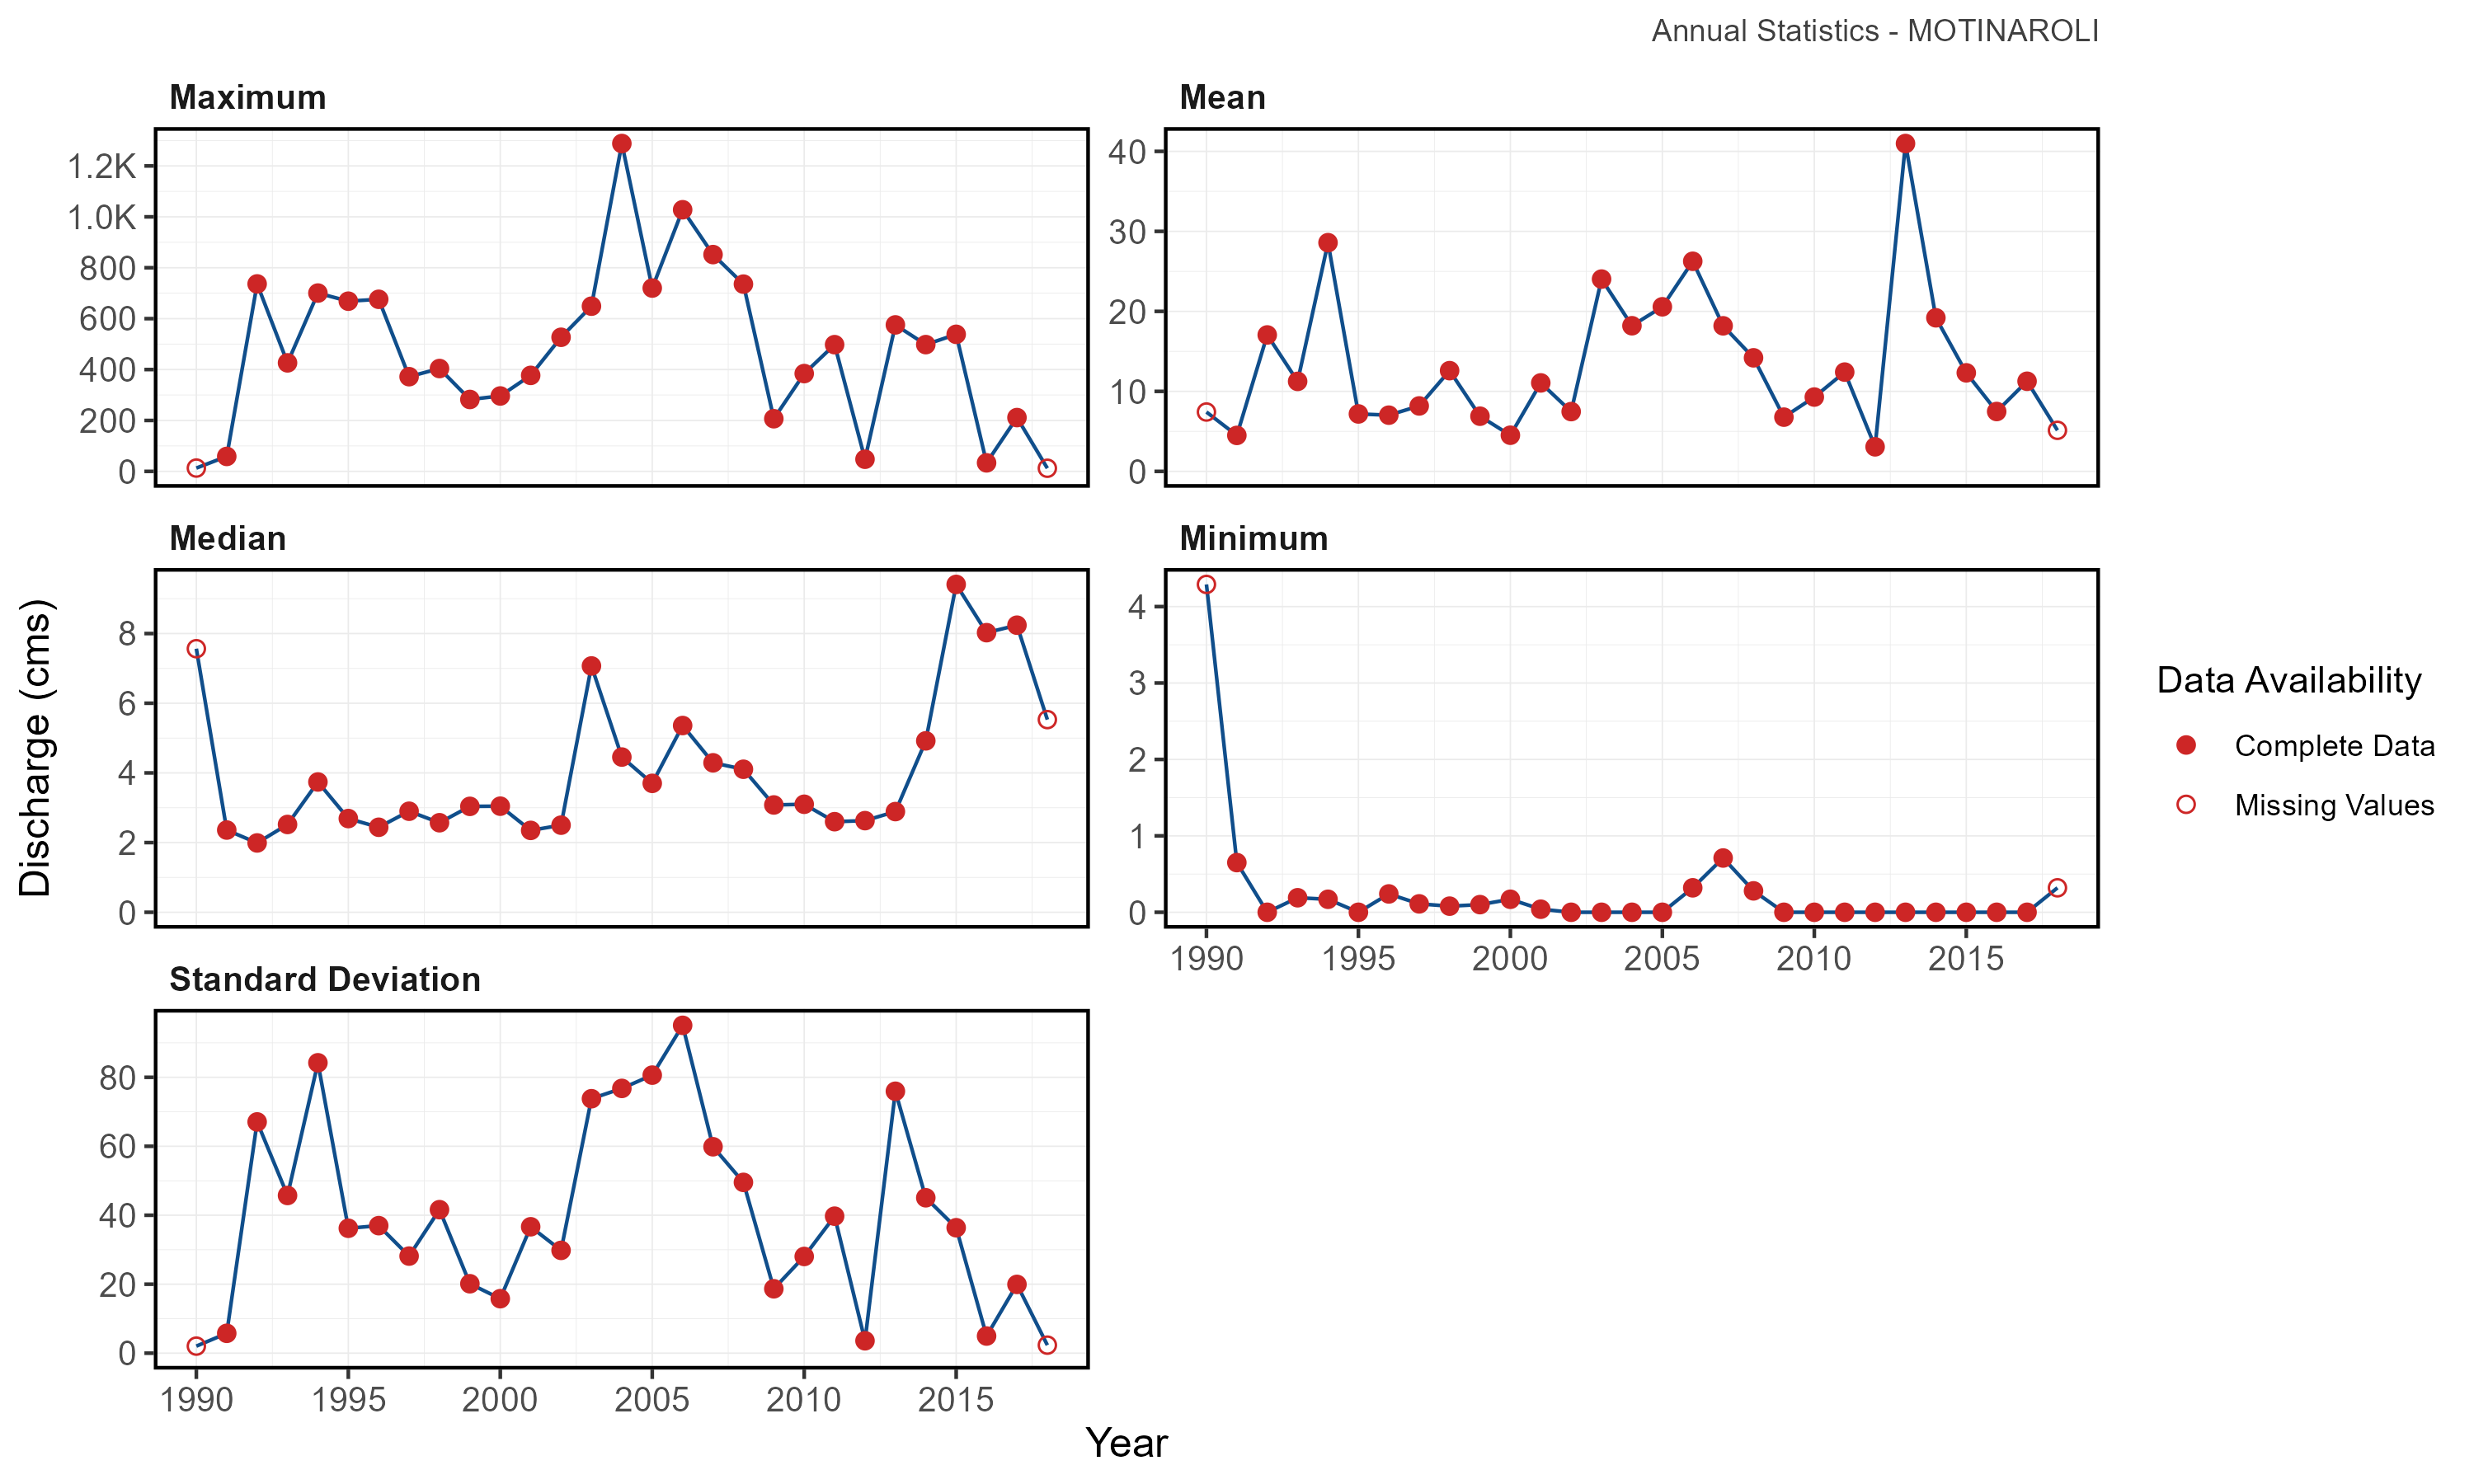 Annual Statistics - MOTINAROLI
Maximum
1.2K
1.0K
800
600
400
200
0
Mean
40
30
20
10
0
Median
8
6
4
2
0
Minimum
4
3
2
1
0
1990 1995 2000 2005 2010 2015
Standard Deviation
80
60
40
20
0
1990 1995 2000 2005 2010 2015
Discharge (cms)
Year
Data Availability
Complete Data
Missing Values